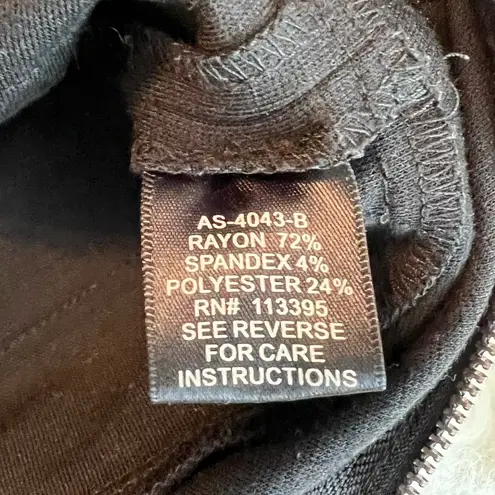 AS-4043-B
RAYON 72%
SPANDEX 4%
POLYESTER 24%
RN# 113395
SEE REVERSE
FOR CARE
INSTRUCTIONS